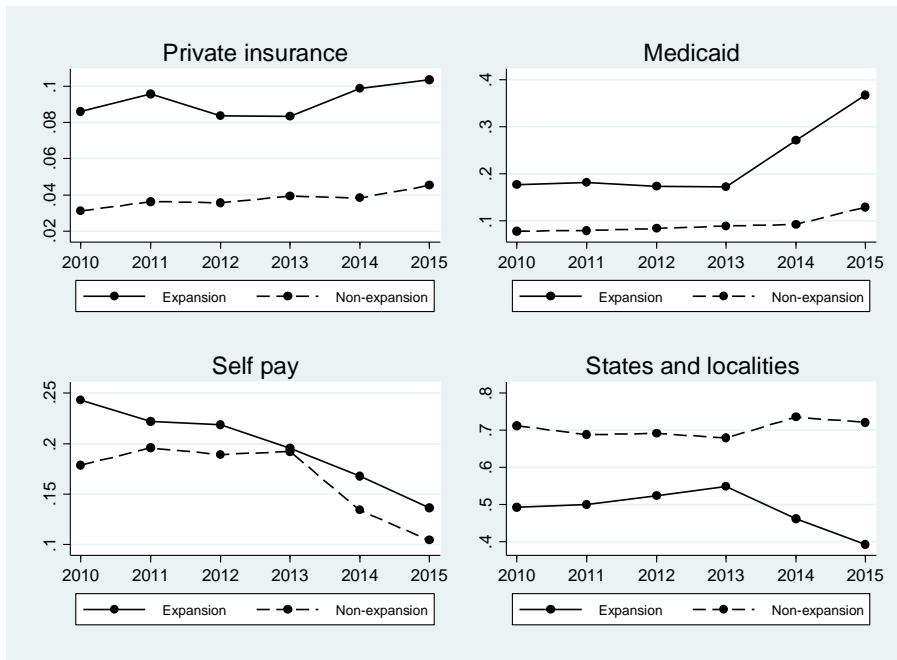 Private insurance
.1
.08
.06
.04
.02
2010 2011 2012 2013 2014 2015
Expansion Non-expansion
Medicaid
.4
.3
.2
.1
2010 2011 2012 2013 2014 2015
Expansion Non-expansion
Self pay
.25
.2
.15
.1
2010 2011 2012 2013 2014 2015
Expansion Non-expansion
States and localities
.8
.7
.6
.5
.4
2010 2011 2012 2013 2014 2015
Expansion Non-expansion